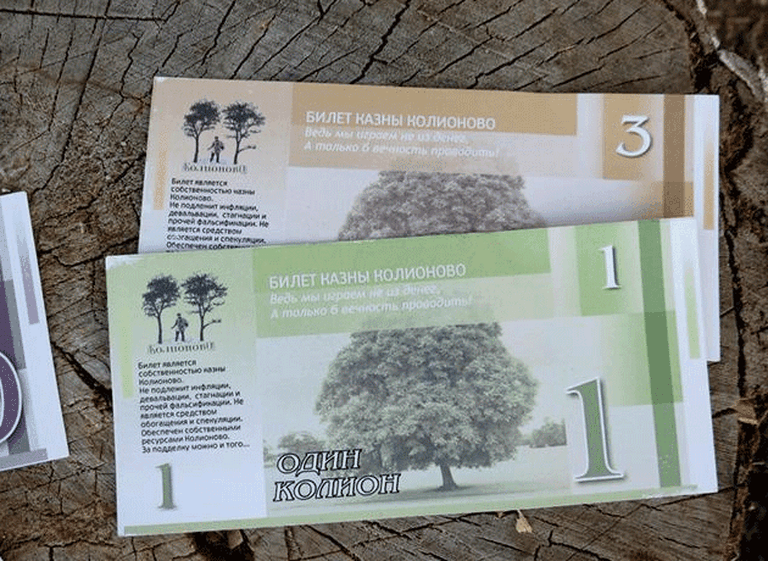 БИЛЕТ КАЗНЫ КОЛИОНОВО
Ведь мы играем не из денег,
А только б вечность проводить!
3
КОЛИОНОВО
Билет является
собственностью казны
Колионово.
Не подлежит инфляции,
девальвации, стагнации и
прочей фальсификации. Не
является средством
обогащения и спекуляции.
Обеспечен собственными
БИЛЕТ КАЗНЫ КОЛИОНОВО
Ведь мы играем не из денег,
А только б вечность проводить!
1
КОЛИОНОВО
Билет является
собственностью казны
Колионово.
Не подлежит инфляции,
девальвации, стагнации и
прочей фальсификации. Не
является средством
обогащения и спекуляции.
Обеспечен собственными
ресурсами Колионово.
За подделку можно и того...
1
ОДИН
КОЛИОН
1